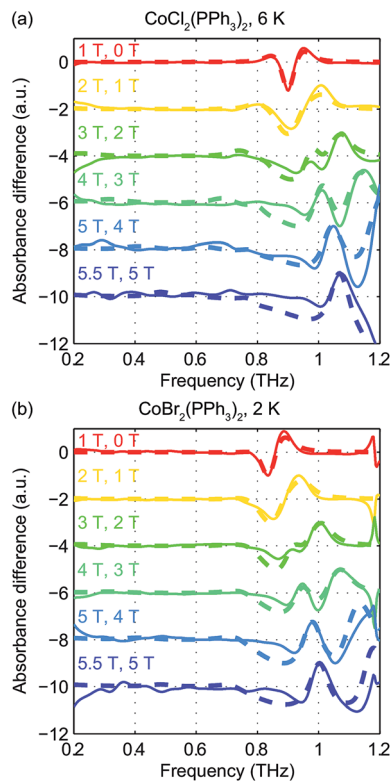 (a) CoCl2(PPh3)2, 6 K
Absorbance difference (a.u.)
0
−2
−4
−6
−8
−10
−12
1 T, 0 T
2 T, 1 T
3 T, 2 T
4 T, 3 T
5 T, 4 T
5.5 T, 5 T
0.2 0.4 0.6 0.8 1 1.2
Frequency (THz)
(b) CoBr2(PPh3)2, 2 K
Absorbance difference (a.u.)
0
−2
−4
−6
−8
−10
−12
1 T, 0 T
2 T, 1 T
3 T, 2 T
4 T, 3 T
5 T, 4 T
5.5 T, 5 T
0.2 0.4 0.6 0.8 1 1.2
Frequency (THz)